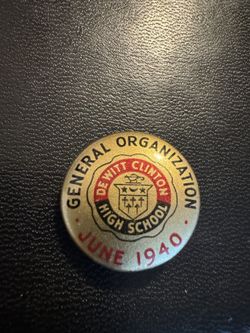 GENERAL ORGANIZATION
DEWITT CLINTON
HIGH SCHOOL
· JUNE 1940 ·